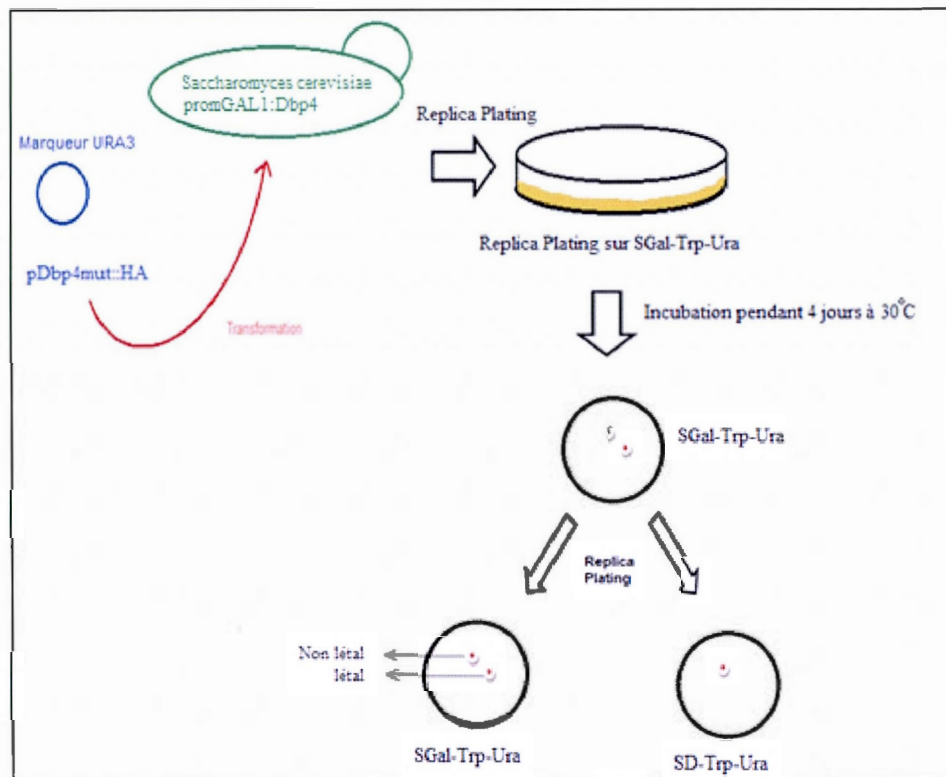 Saccharomyces cerevisiae
promGAL1:Dbp4
Marqueur URA3
pDbp4mut::HA
Transformation
Replica Plating
Replica Plating sur SGal-Trp-Ura
Incubation pendant 4 jours à 30°C
SGal-Trp-Ura
Replica
Plating
Non létal
létal
SGal-Trp-Ura
SD-Trp-Ura